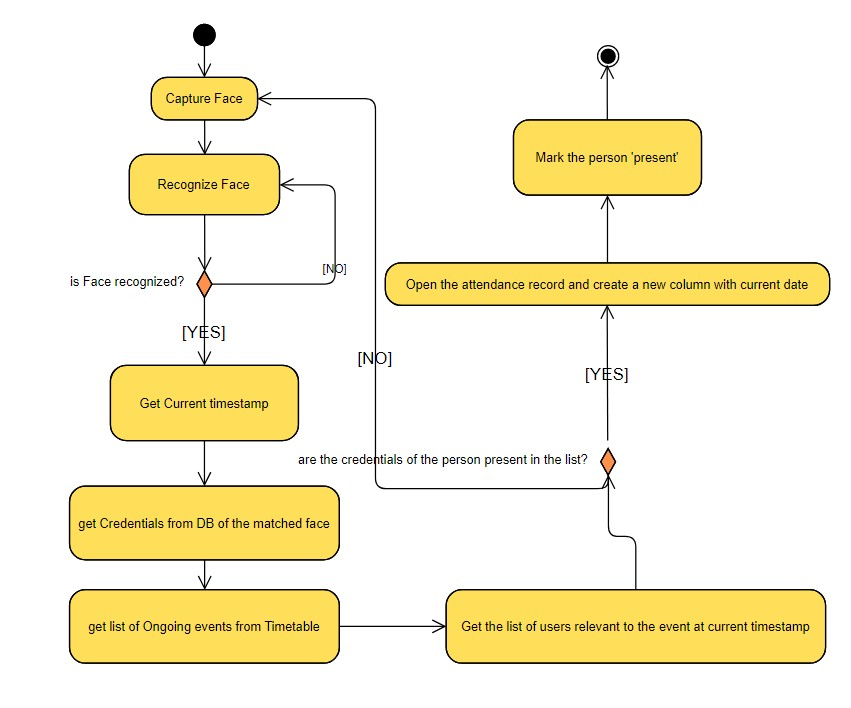 Capture Face
Recognize Face
is Face recognized?
[NO]
[YES]
Get Current timestamp
get Credentials from DB of the matched face
get list of Ongoing events from Timetable
Get the list of users relevant to the event at current timestamp
are the credentials of the person present in the list?
[NO]
[YES]
Open the attendance record and create a new column with current date
Mark the person 'present'